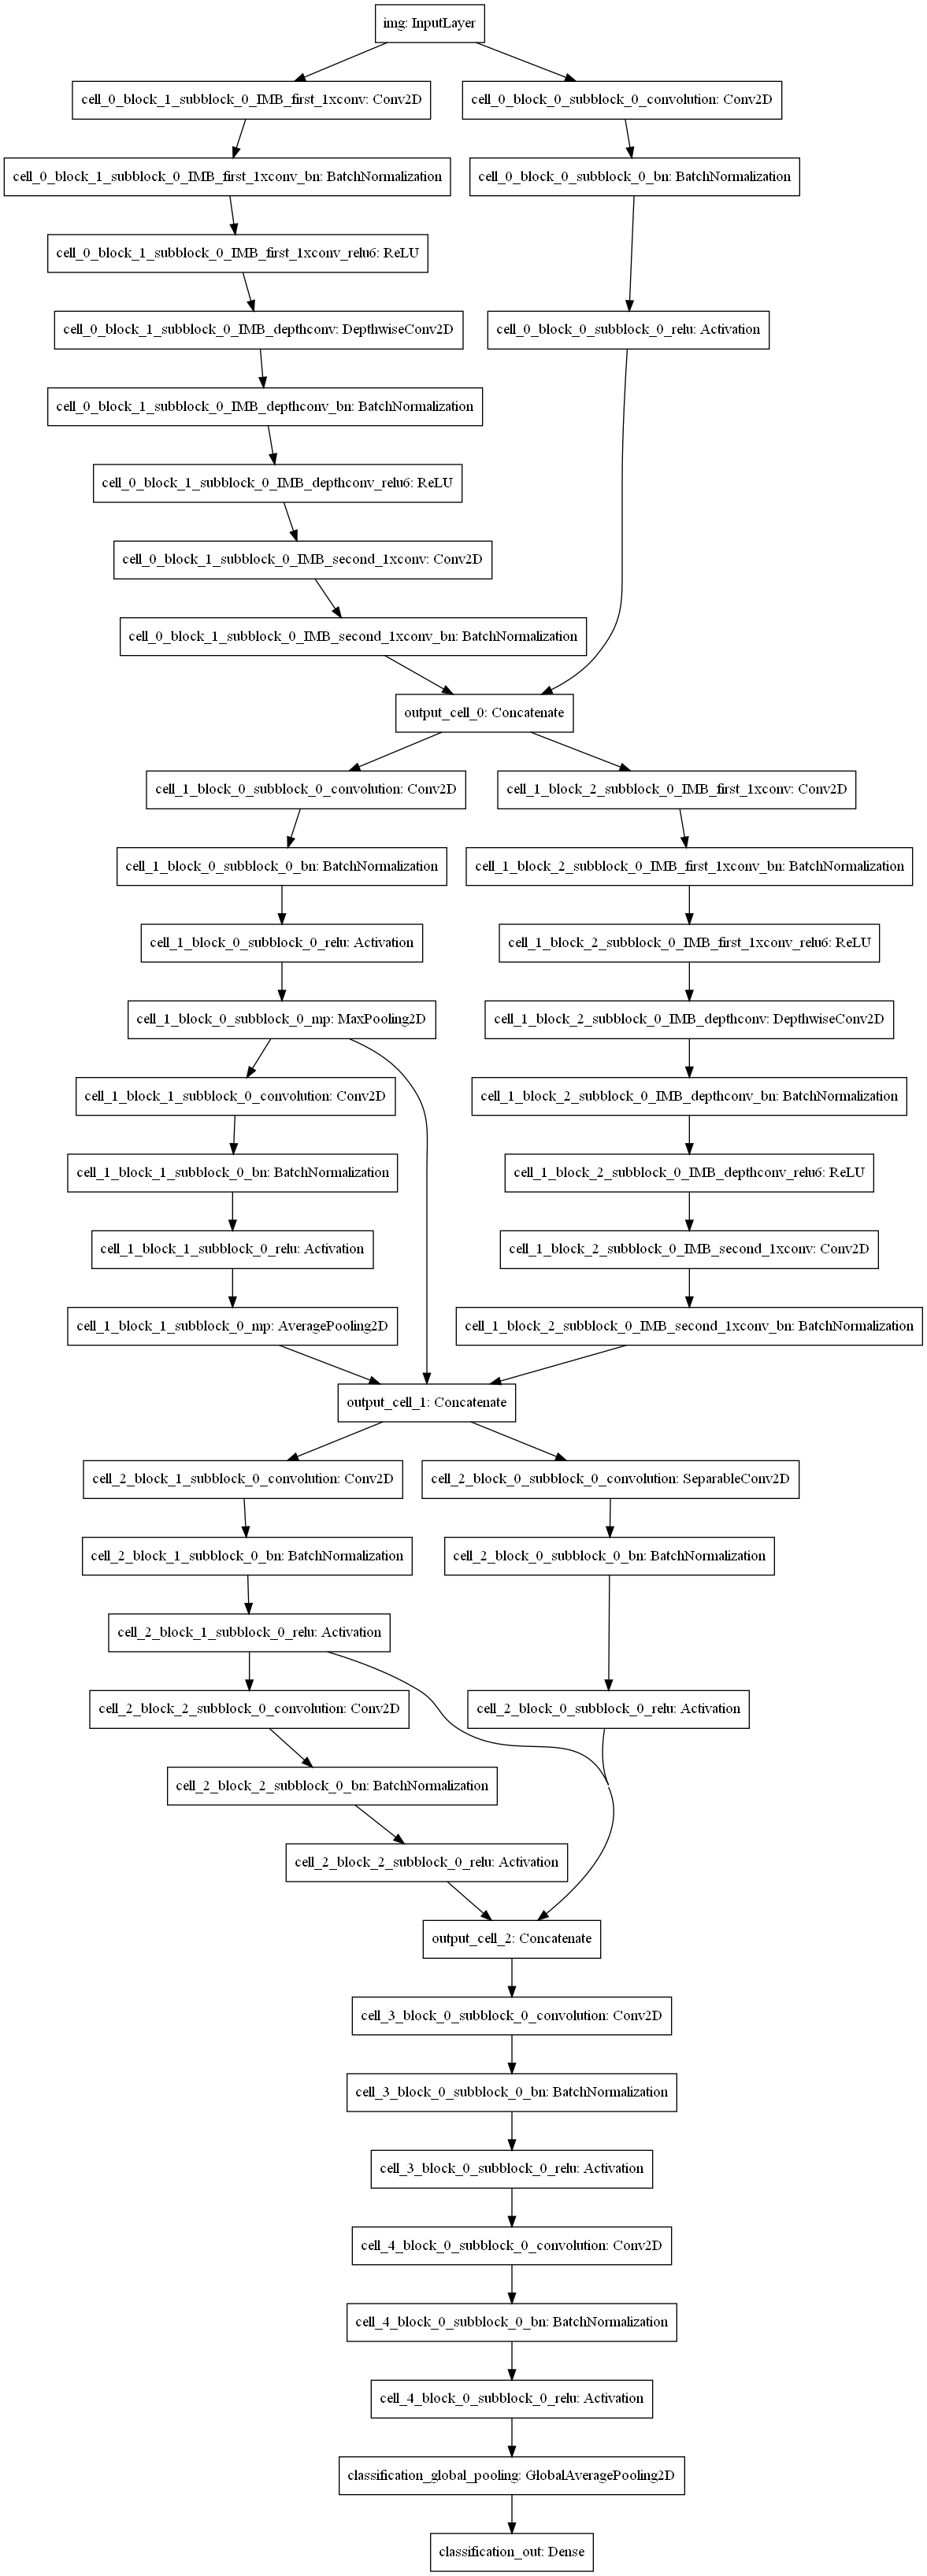 img: InputLayer
cell_0_block_1_subblock_0_IMB_first_1xconv: Conv2D
cell_0_block_0_subblock_0_convolution: Conv2D
cell_0_block_1_subblock_0_IMB_first_1xconv_bn: BatchNormalization
cell_0_block_0_subblock_0_bn: BatchNormalization
cell_0_block_1_subblock_0_IMB_first_1xconv_relu6: ReLU
cell_0_block_1_subblock_0_IMB_depthconv: DepthwiseConv2D
cell_0_block_0_subblock_0_relu: Activation
cell_0_block_1_subblock_0_IMB_depthconv_bn: BatchNormalization
cell_0_block_1_subblock_0_IMB_depthconv_relu6: ReLU
cell_0_block_1_subblock_0_IMB_second_1xconv: Conv2D
cell_0_block_1_subblock_0_IMB_second_1xconv_bn: BatchNormalization
output_cell_0: Concatenate
cell_1_block_0_subblock_0_convolution: Conv2D
cell_1_block_2_subblock_0_IMB_first_1xconv: Conv2D
cell_1_block_0_subblock_0_bn: BatchNormalization
cell_1_block_2_subblock_0_IMB_first_1xconv_bn: BatchNormalization
cell_1_block_0_subblock_0_relu: Activation
cell_1_block_2_subblock_0_IMB_first_1xconv_relu6: ReLU
cell_1_block_0_subblock_0_mp: MaxPooling2D
cell_1_block_2_subblock_0_IMB_depthconv: DepthwiseConv2D
cell_1_block_1_subblock_0_convolution: Conv2D
cell_1_block_2_subblock_0_IMB_depthconv_bn: BatchNormalization
cell_1_block_1_subblock_0_bn: BatchNormalization
cell_1_block_2_subblock_0_IMB_depthconv_relu6: ReLU
cell_1_block_1_subblock_0_relu: Activation
cell_1_block_2_subblock_0_IMB_second_1xconv: Conv2D
cell_1_block_1_subblock_0_mp: AveragePooling2D
cell_1_block_2_subblock_0_IMB_second_1xconv_bn: BatchNormalization
output_cell_1: Concatenate
cell_2_block_1_subblock_0_convolution: Conv2D
cell_2_block_0_subblock_0_convolution: SeparableConv2D
cell_2_block_1_subblock_0_bn: BatchNormalization
cell_2_block_0_subblock_0_bn: BatchNormalization
cell_2_block_1_subblock_0_relu: Activation
cell_2_block_2_subblock_0_convolution: Conv2D
cell_2_block_0_subblock_0_relu: Activation
cell_2_block_2_subblock_0_bn: BatchNormalization
cell_2_block_2_subblock_0_relu: Activation
output_cell_2: Concatenate
cell_3_block_0_subblock_0_convolution: Conv2D
cell_3_block_0_subblock_0_bn: BatchNormalization
cell_3_block_0_subblock_0_relu: Activation
cell_4_block_0_subblock_0_convolution: Conv2D
cell_4_block_0_subblock_0_bn: BatchNormalization
cell_4_block_0_subblock_0_relu: Activation
classification_global_pooling: GlobalAveragePooling2D
classification_out: Dense